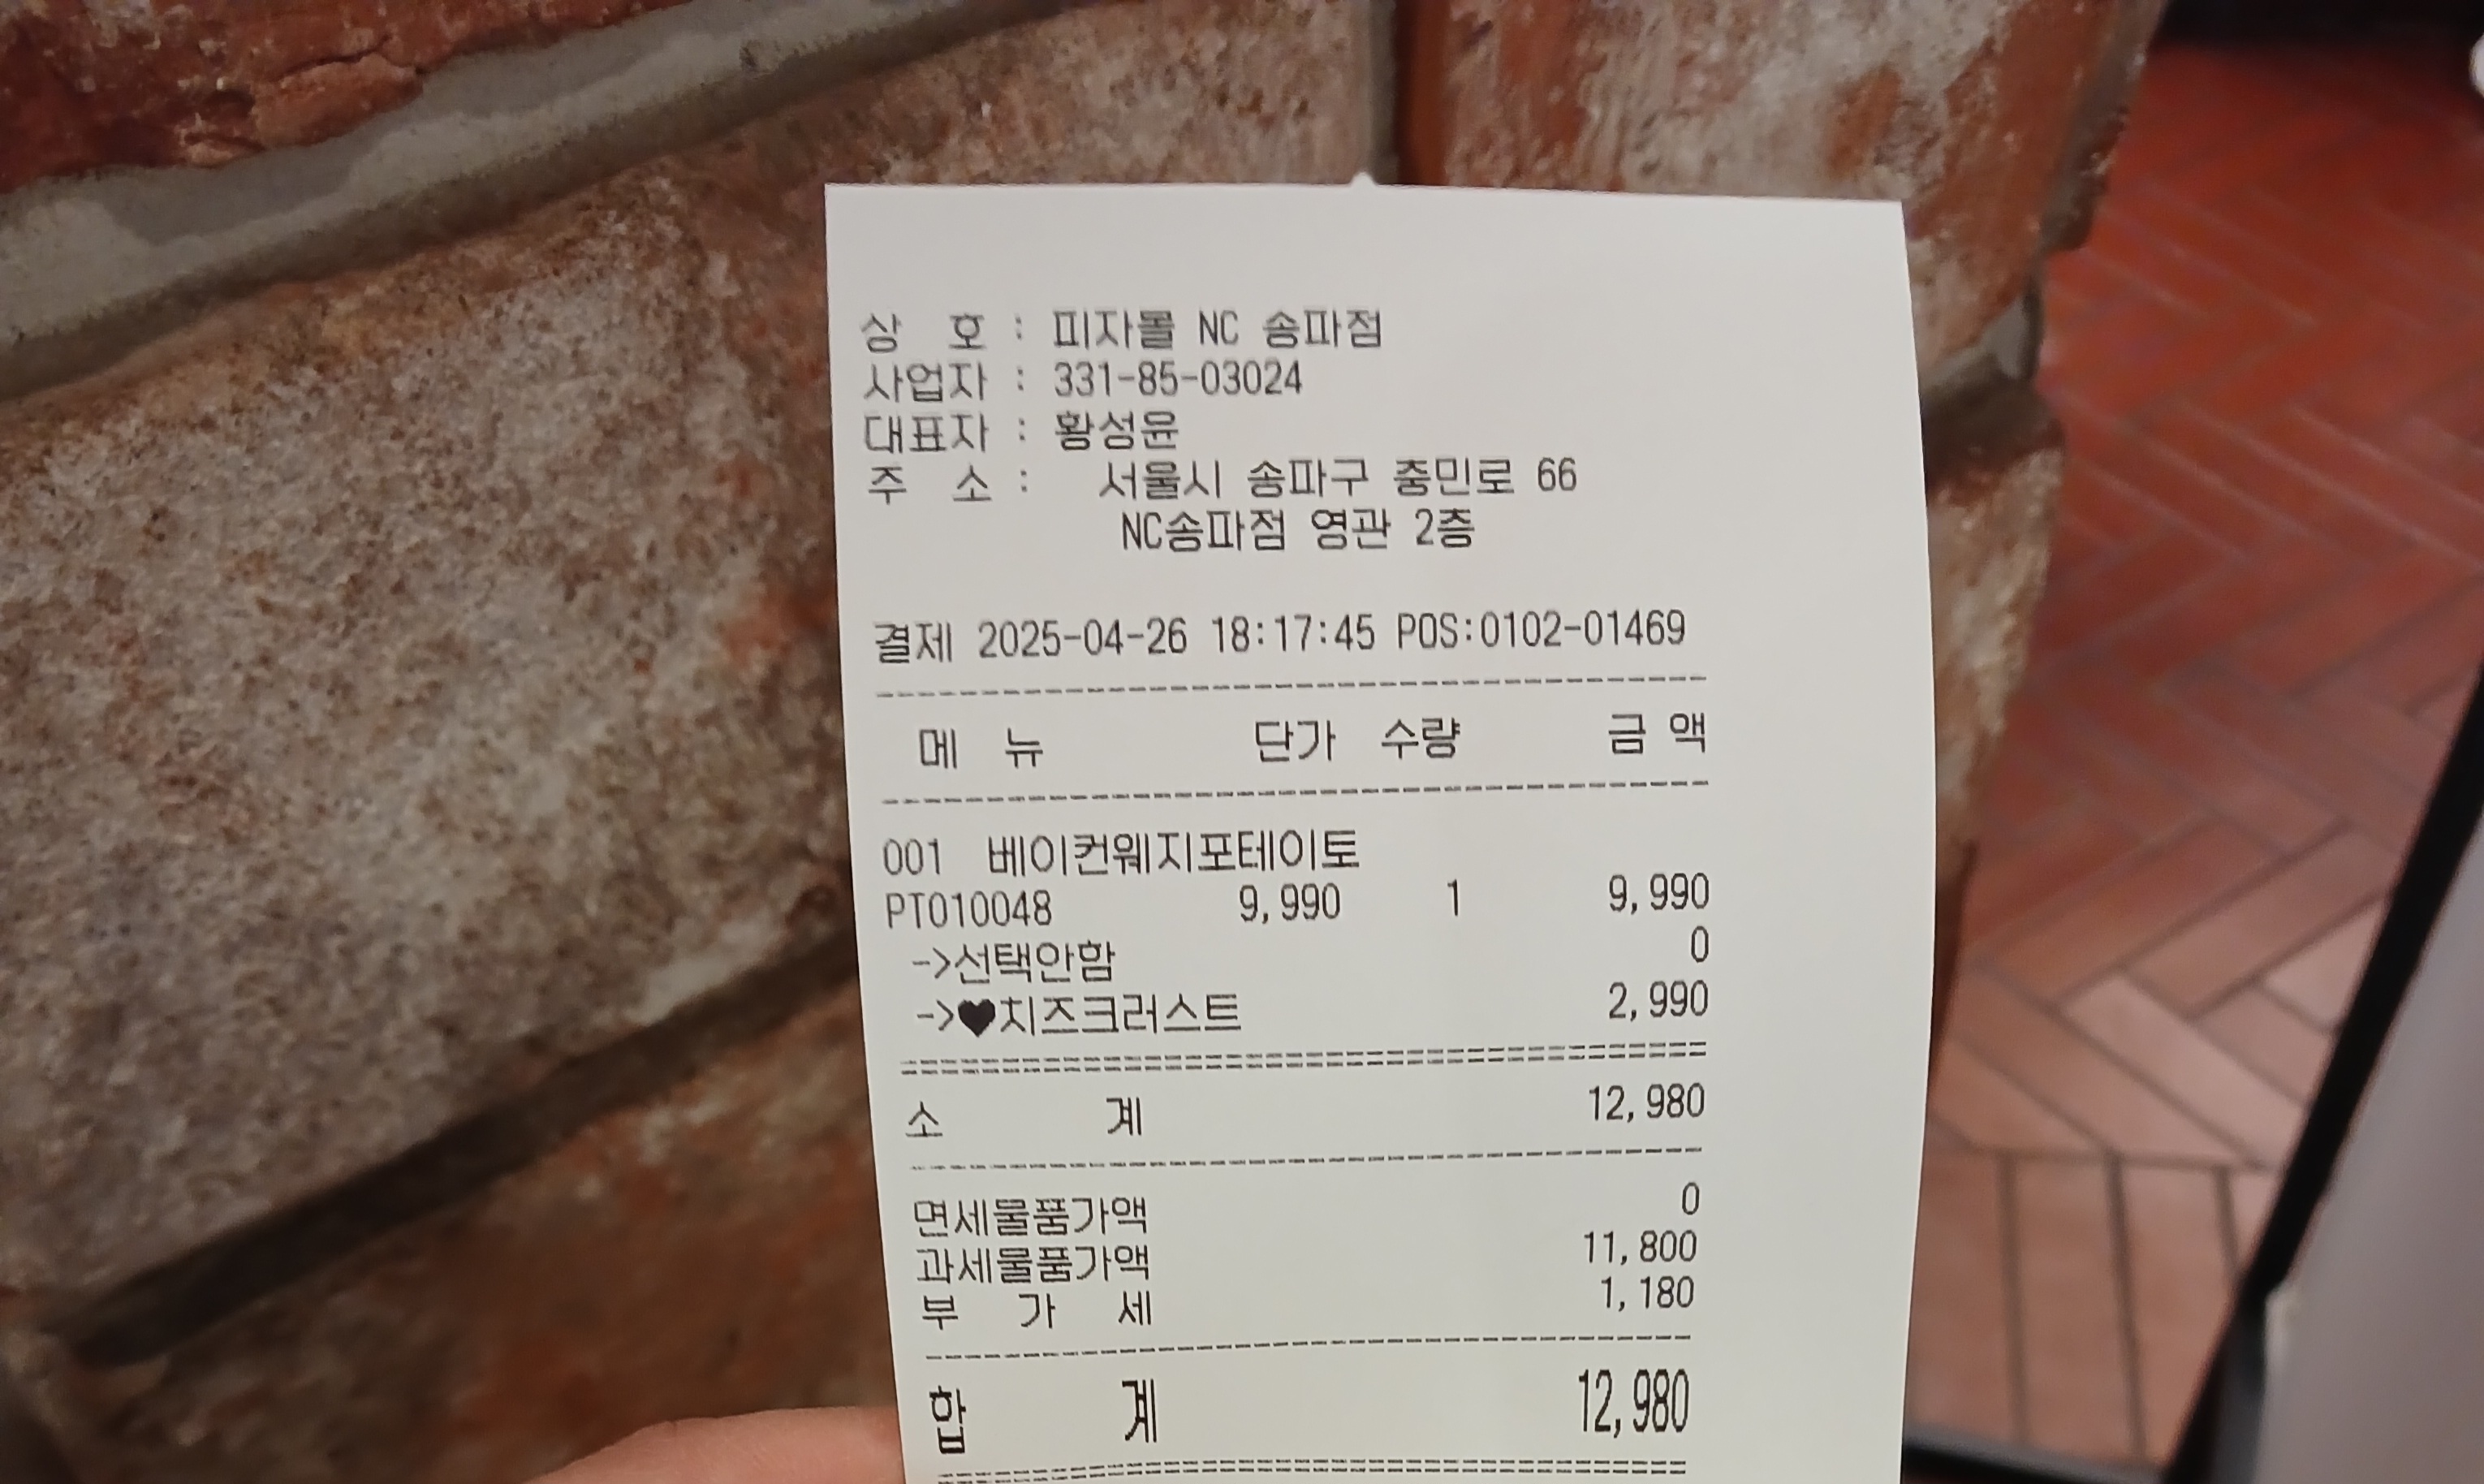 상 호 : 피자몰 NC 송파점
사업자 : 331-85-03024
대표자 : 황성윤
주 소 : 서울시 송파구 충민로 66
NC송파점 영관 2층
결제 2025-04-26 18:17:45 POS:0102-01469
메 뉴 단가 수량 금 액
001 베이컨웨지포테이토
PT010048 9,990 1 9,990
->선택안함 0
->♥치즈크러스트 2,990
소 계 12,980
면세물품가액 0
과세물품가액 11,800
부 가 세 1,180
합 계 12,980